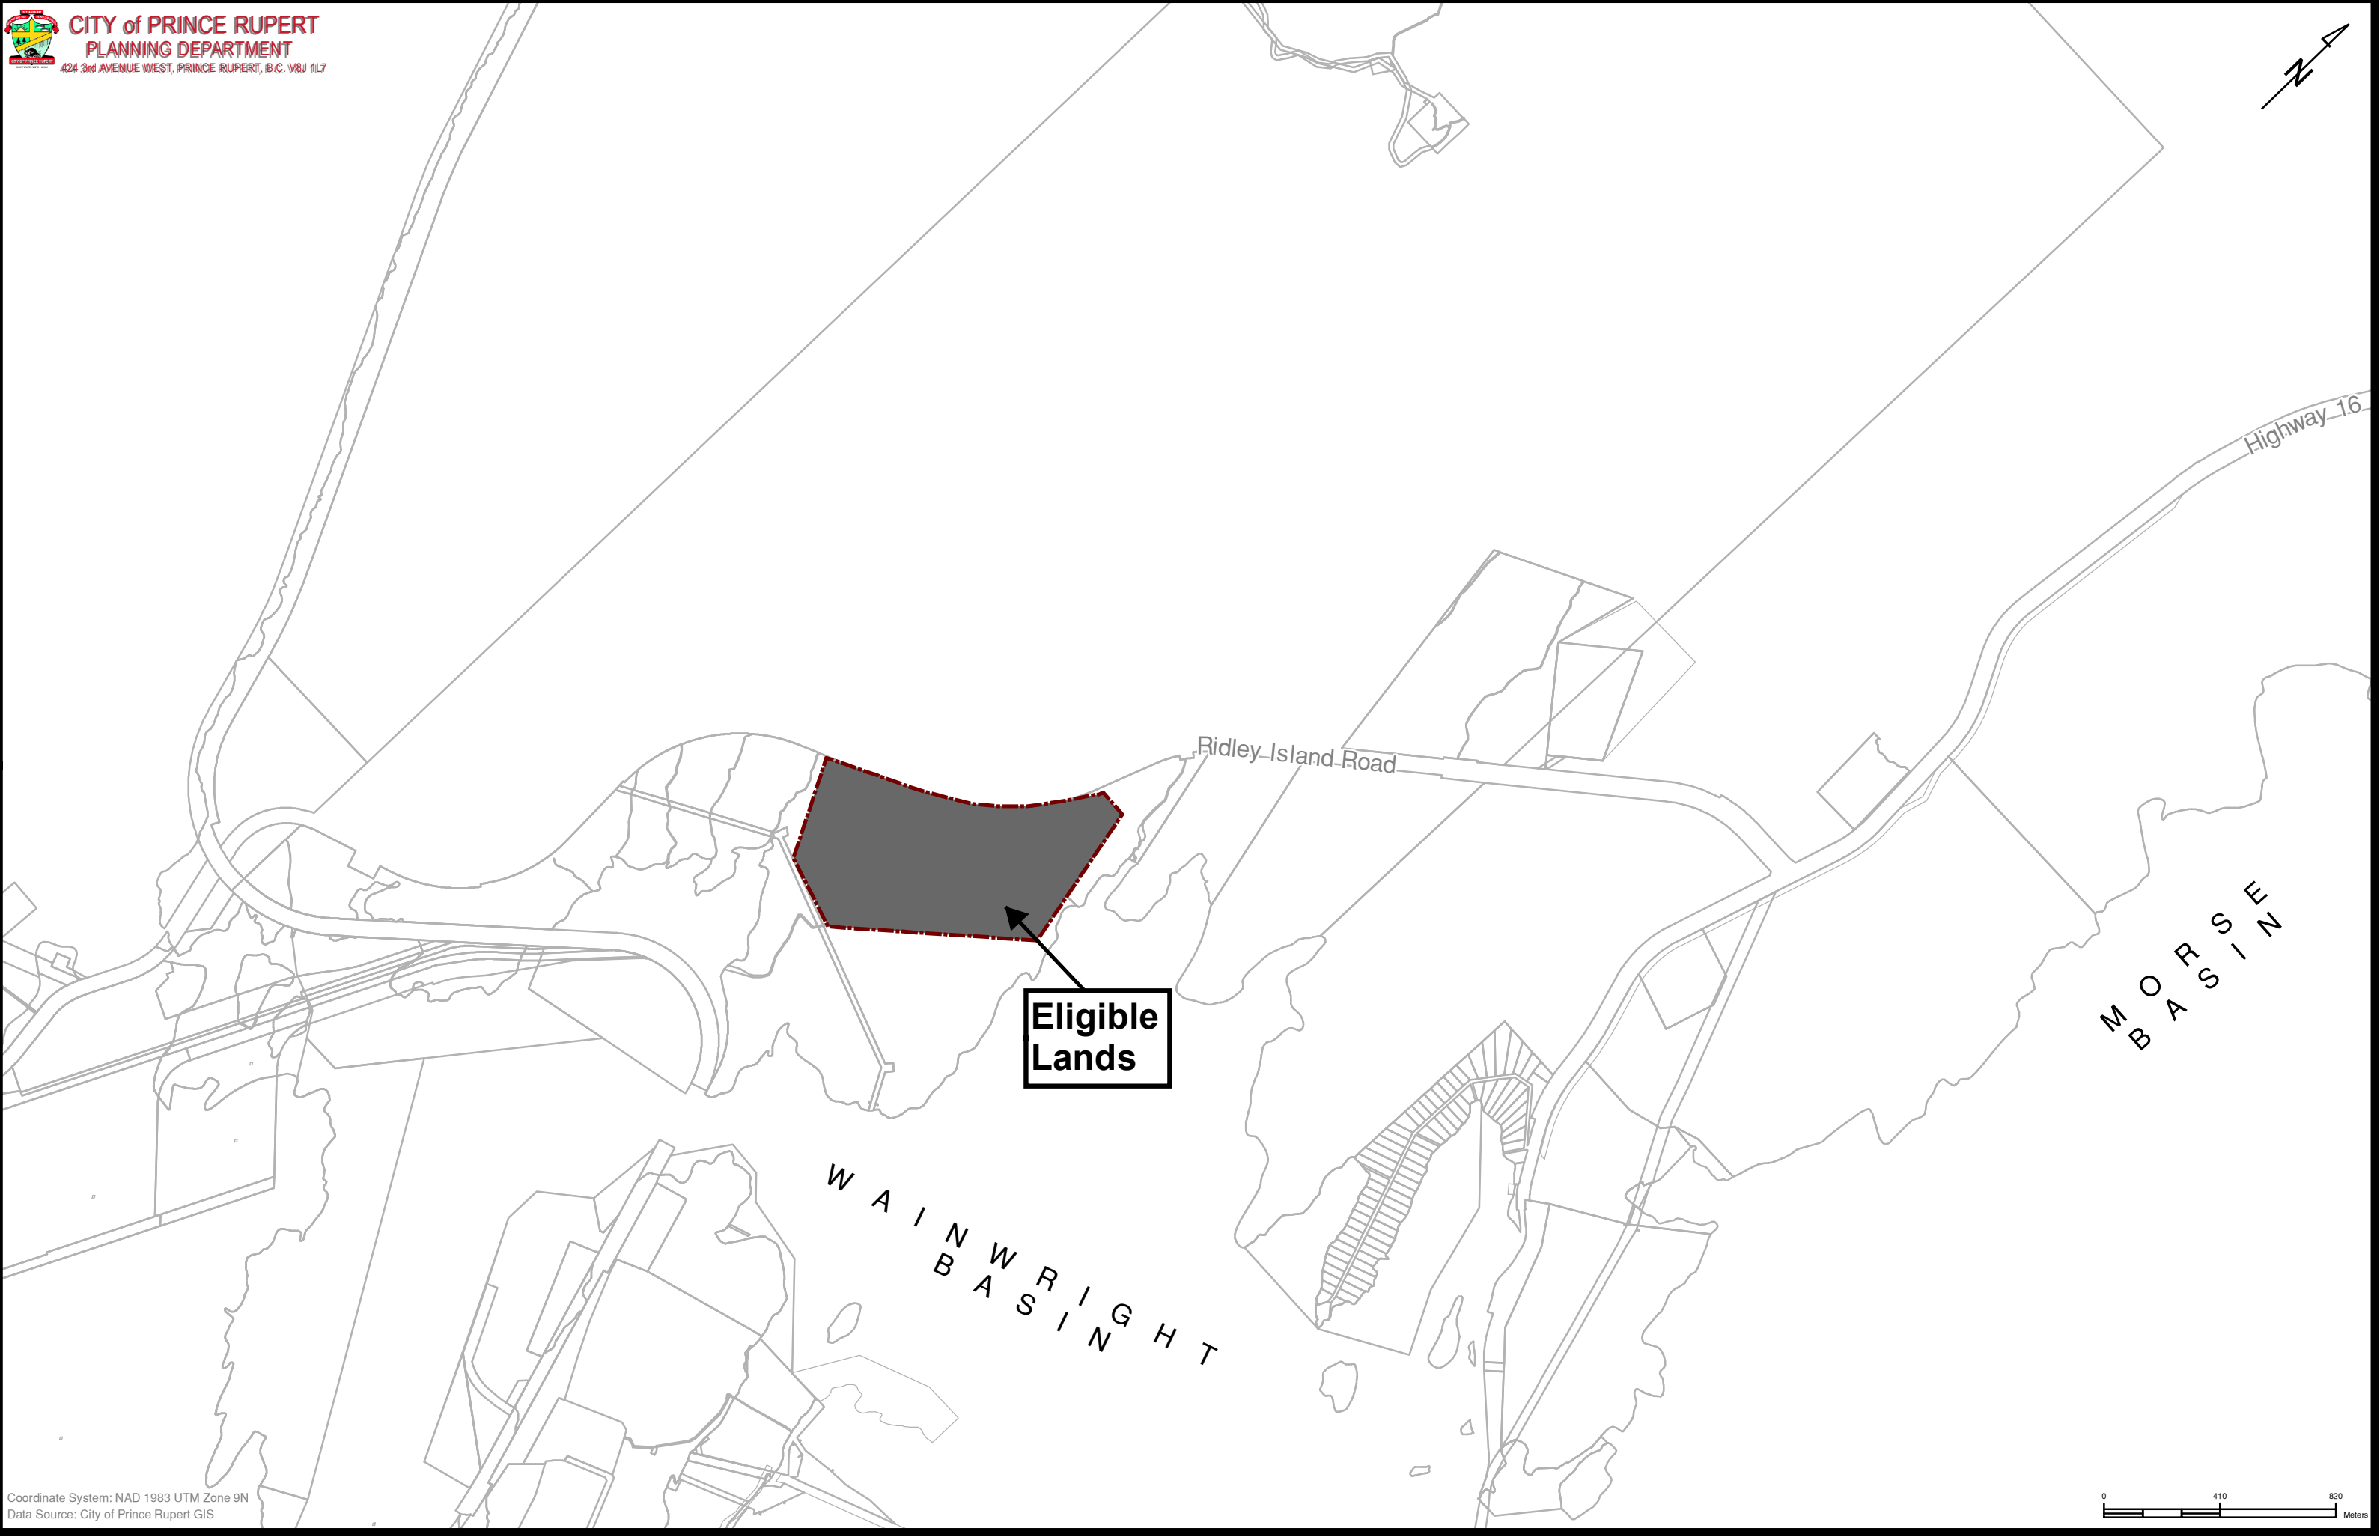 CITY of PRINCE RUPERT
PLANNING DEPARTMENT
424 3rd AVENUE WEST, PRINCE RUPERT, B.C. V8J 1L7
N
Highway 16
Ridley Island Road
MORSE
BASIN
Eligible
Lands
WAINWRIGHT
BASIN
Coordinate System: NAD 1983 UTM Zone 9N
Data Source: City of Prince Rupert GIS
0 410 820
Meters